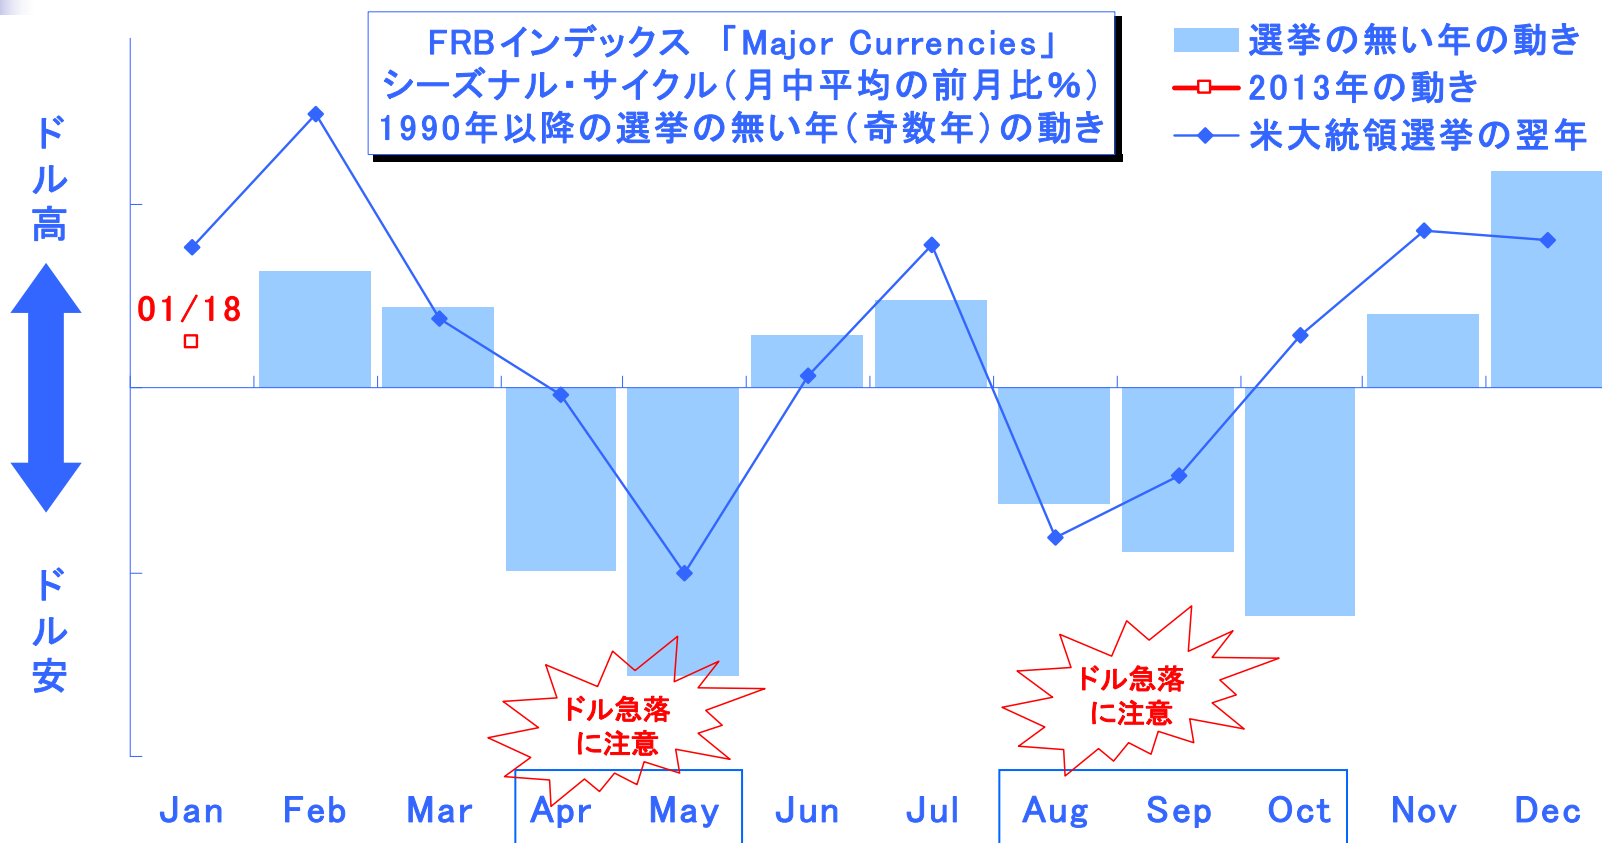 FRBインデックス 「Major Currencies」
シーズナル・サイクル(月中平均の前月比%)
1990年以降の選挙の無い年(奇数年)の動き
選挙の無い年の動き
2013年の動き
米大統領選挙の翌年
ドル高
ドル安
01/18
ドル急落
に注意
ドル急落
に注意
Jan Feb Mar Apr May Jun Jul Aug Sep Oct Nov Dec